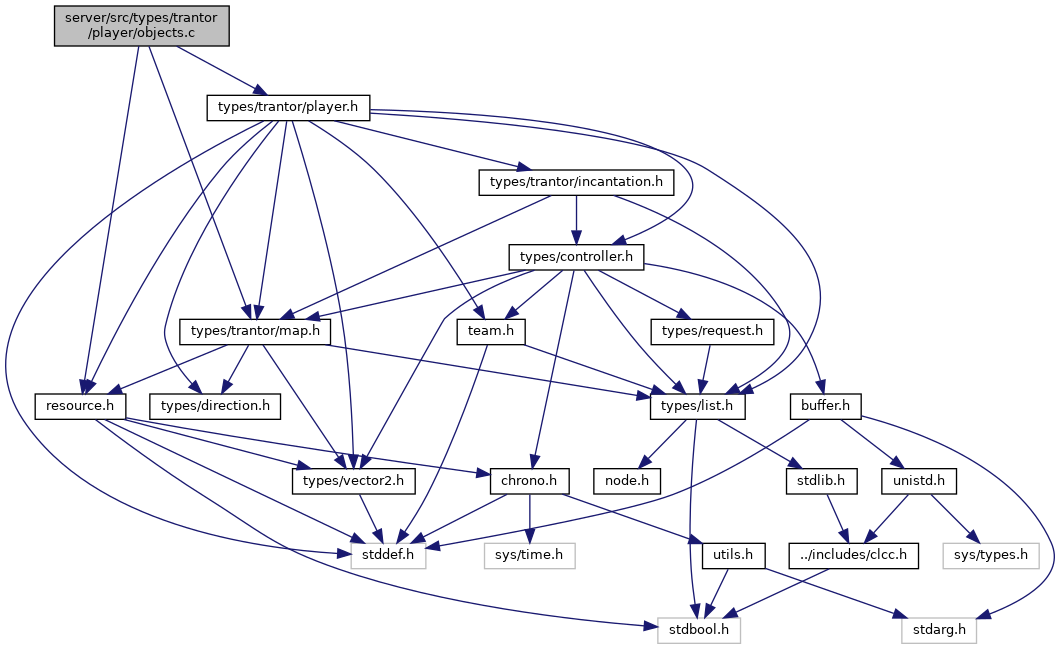 server/src/types/trantor
/player/objects.c
types/trantor/player.h
types/trantor/incantation.h
types/controller.h
types/trantor/map.h
team.h
types/request.h
resource.h
types/direction.h
types/list.h
buffer.h
types/vector2.h
chrono.h
node.h
stdlib.h
unistd.h
stddef.h
sys/time.h
utils.h
../includes/clcc.h
sys/types.h
stdbool.h
stdarg.h